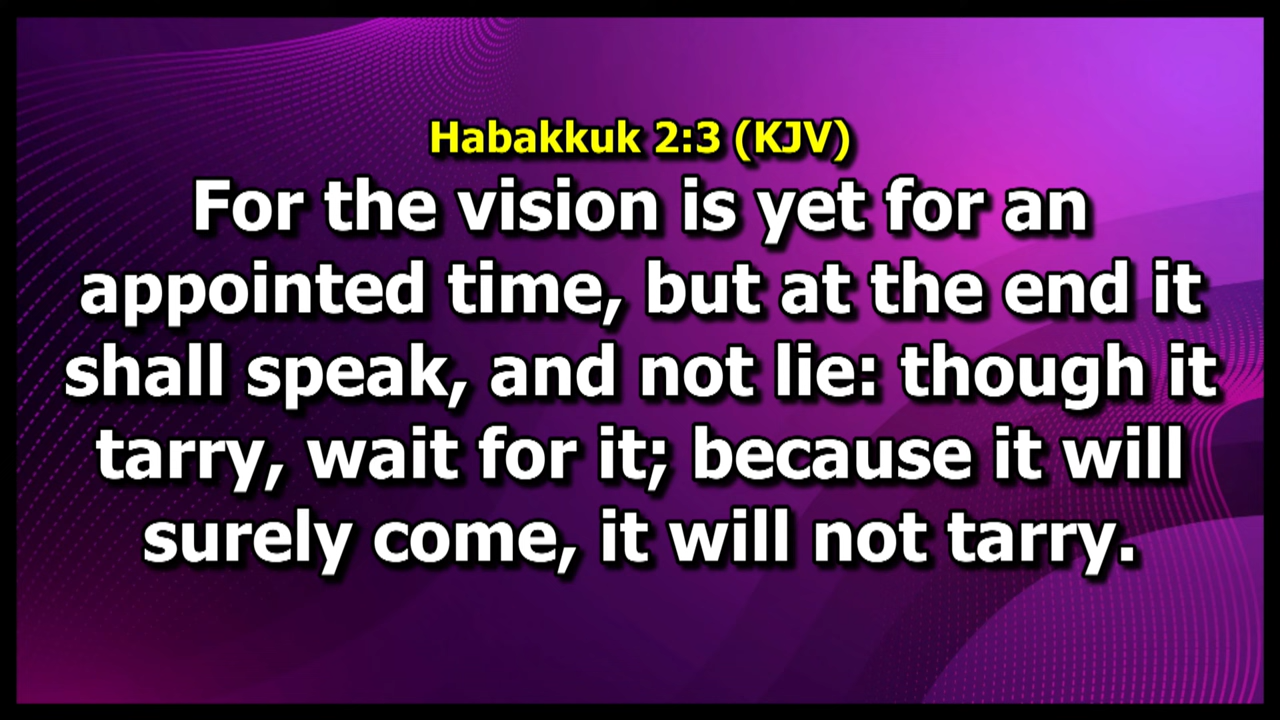 Habakkuk 2:3 (KJV)
For the vision is yet for an
appointed time, but at the end it
shall speak, and not lie: though it
tarry, wait for it; because it will
surely come, it will not tarry.